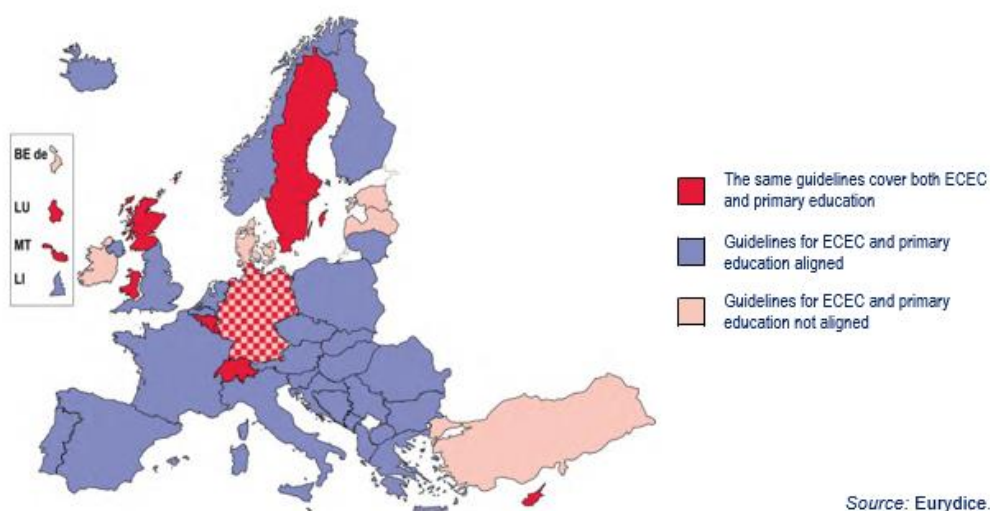 BE de
LU
MT
LI
The same guidelines cover both ECEC
and primary education
Guidelines for ECEC and primary
education aligned
Guidelines for ECEC and primary
education not aligned
Source: Eurydice.